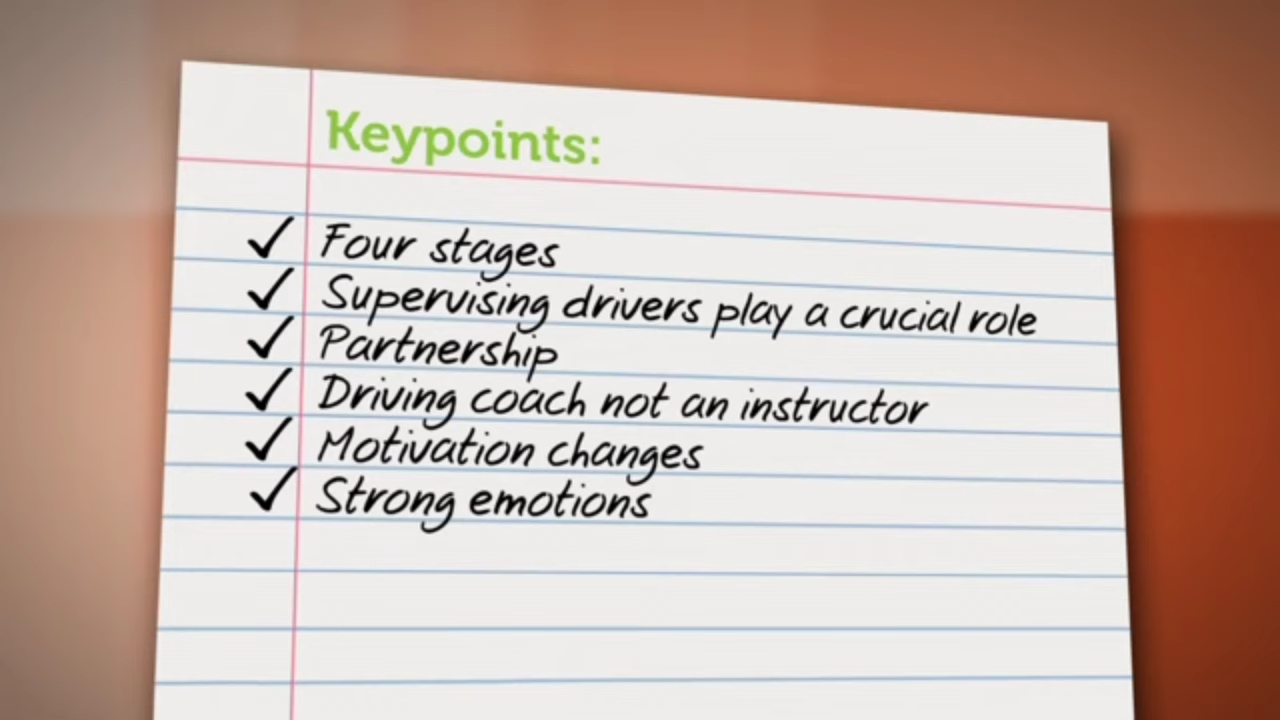 Keypoints:
✓ Four stages
✓ Supervising drivers play a crucial role
✓ Partnership
✓ Driving coach not an instructor
✓ Motivation changes
✓ Strong emotions